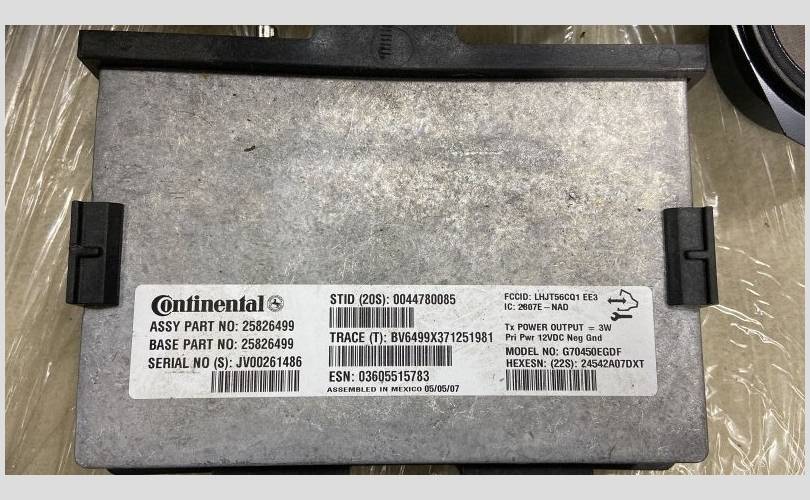 Continental
ASSY PART NO: 25826499
BASE PART NO: 25826499
SERIAL NO (S): JV00261486
STID (20S): 0044780085
TRACE (T): BV6499X371251981
ESN: 03605515783
ASSEMBLED IN MEXICO 05/05/07
FCCID: LHJT56CQ1 EE3
IC: 2607E-NAD
Tx POWER OUTPUT = 3W
Pri Pwr 12VDC Neg Gnd
MODEL NO: G70450EGDF
HEXESN: (22S): 24542A07DXT